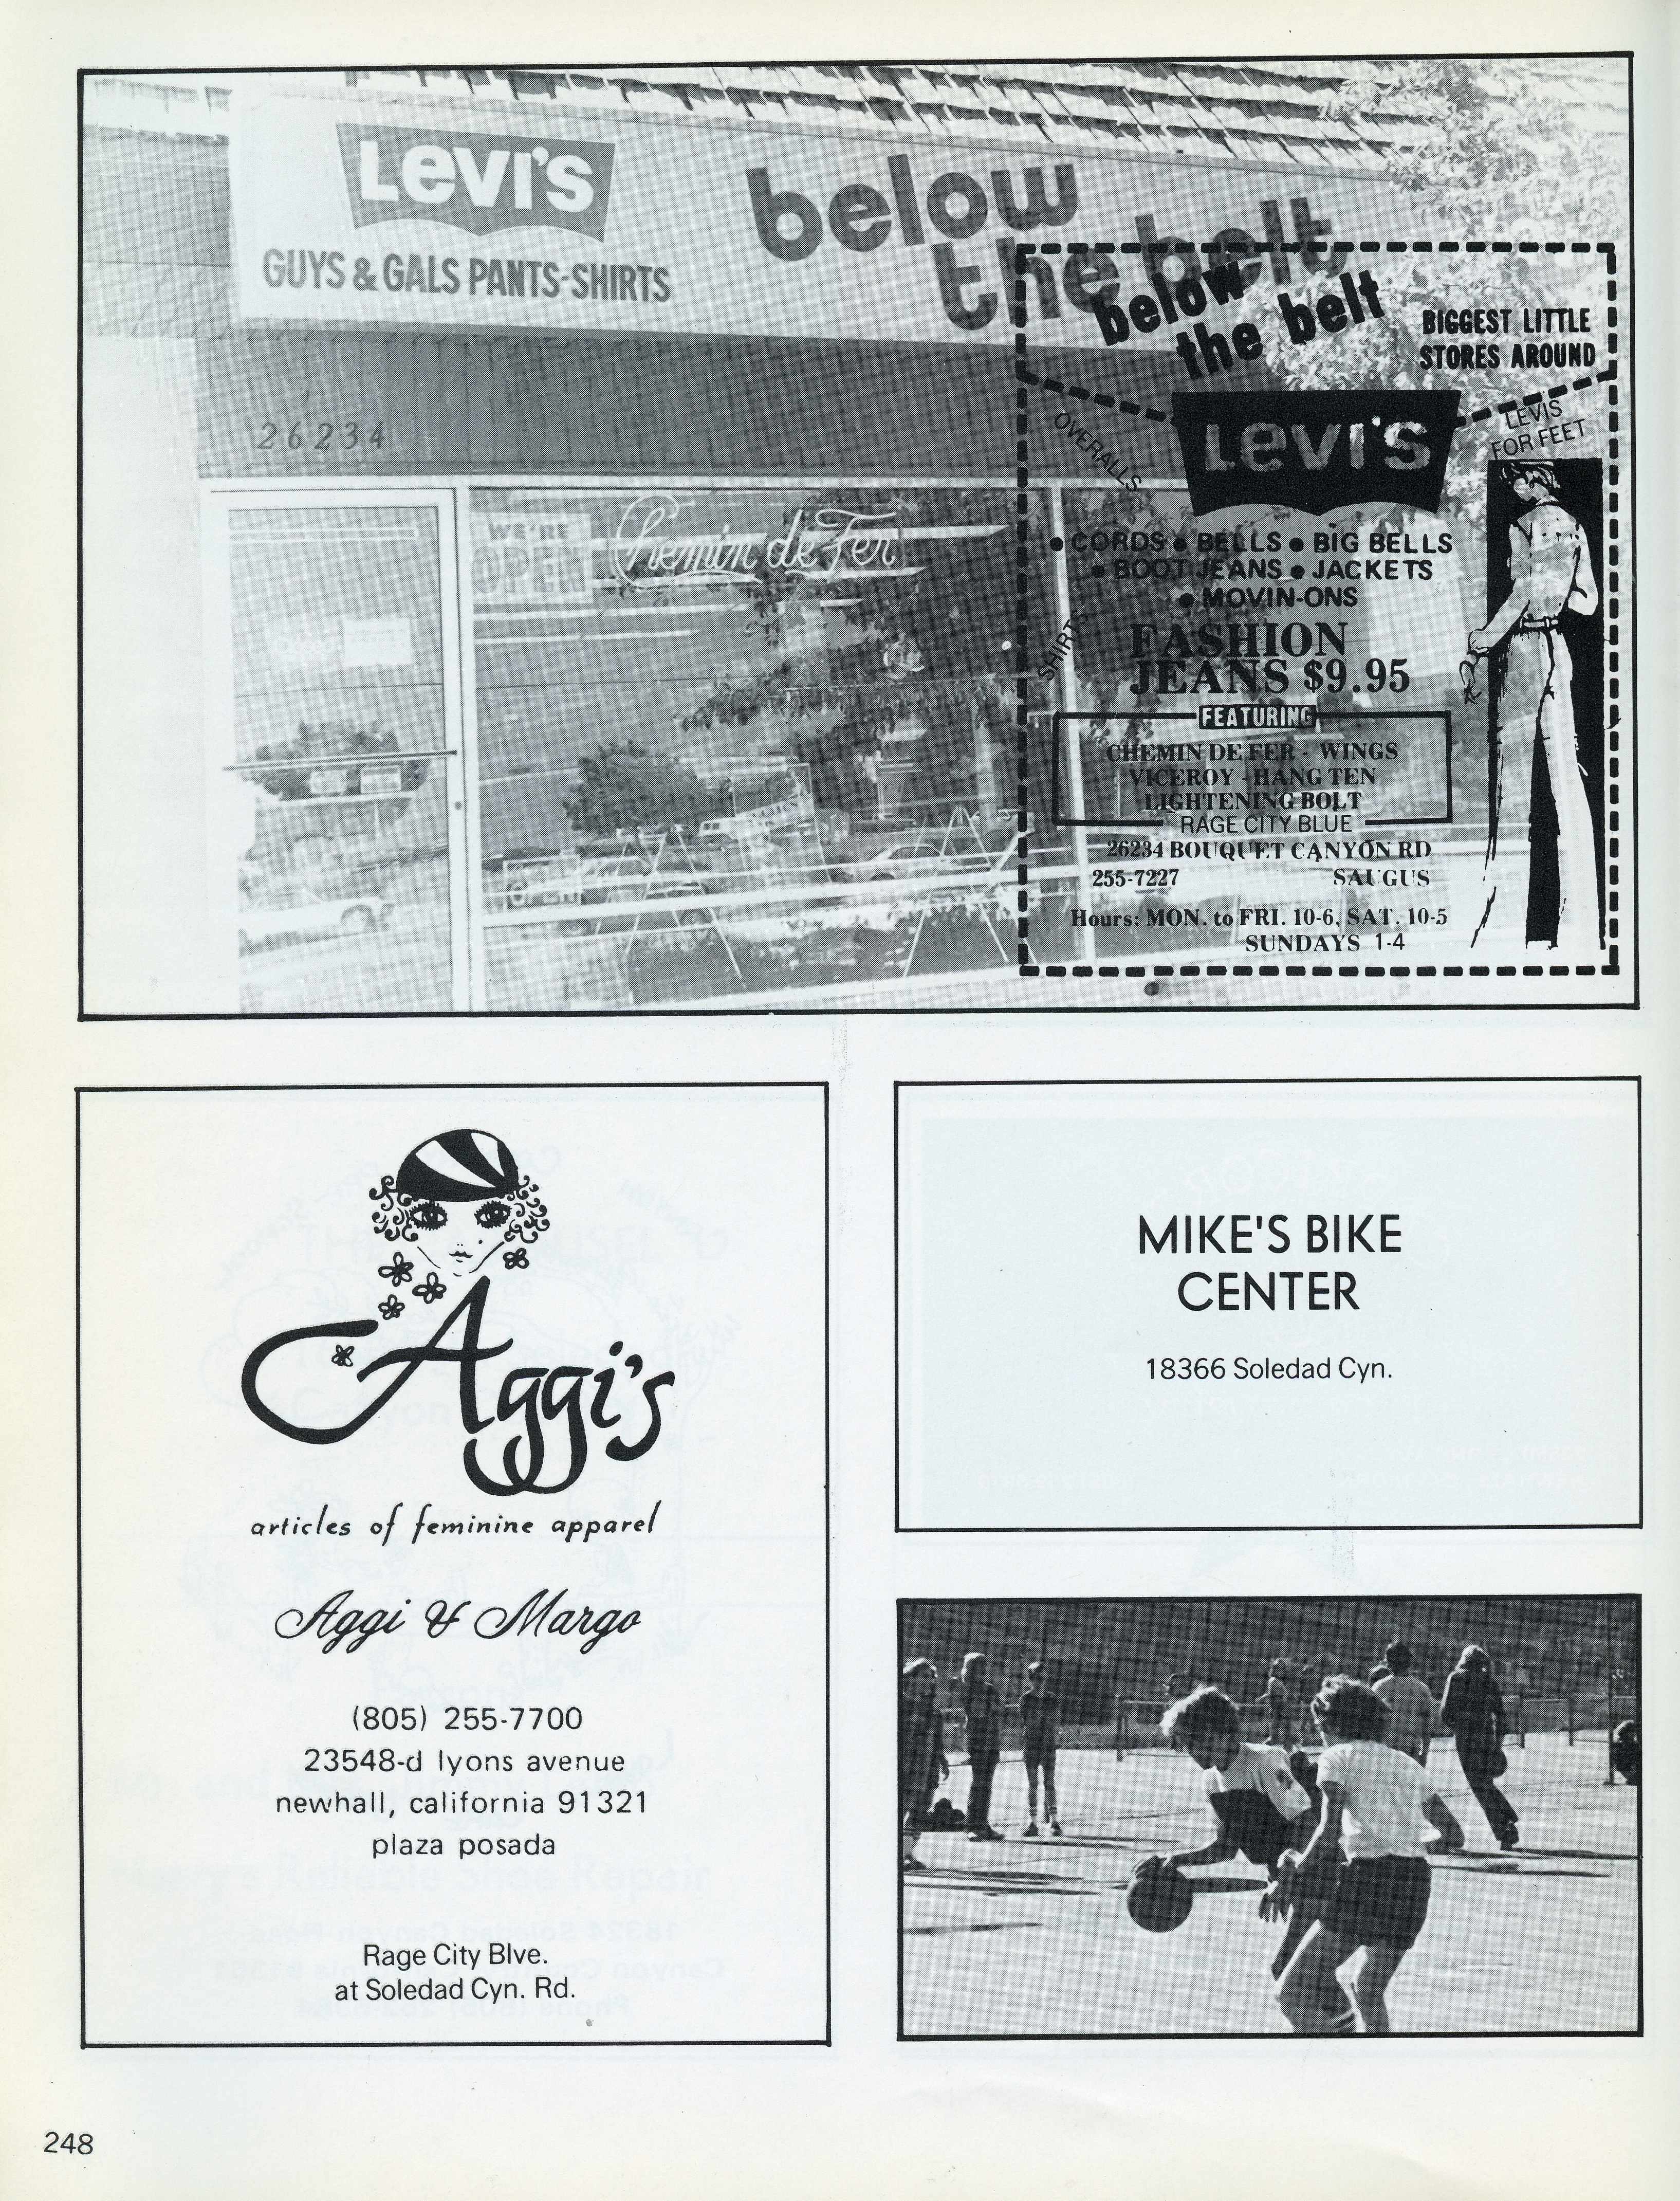 LEVI'S
GUYS & GALS PANTS-SHIRTS
below
the belt
26234
WE'RE
OPEN
Chemin de Fer
Closed
OPEN
below
the belt
BIGGEST LITTLE
STORES AROUND
LEVI'S
OVERALLS
LEVIS
FOR FEET
• CORDS • BELLS • BIG BELLS
• BOOT JEANS • JACKETS
• MOVIN-ONS
SHIRTS
FASHION
JEANS $9.95
FEATURING
CHEMIN DE FER - WINGS
VICEROY - HANG TEN
LIGHTENING BOLT
RAGE CITY BLUE
26234 BOUQUET CANYON RD
255-7227 SAUGUS
Hours: MON. to FRI. 10-6, SAT. 10-5
SUNDAYS 1-4
Aggi's
articles of feminine apparel
Aggi & Margo
(805) 255-7700
23548-d lyons avenue
newhall, california 91321
plaza posada
Rage City Blve.
at Soledad Cyn. Rd.
MIKE'S BIKE
CENTER
18366 Soledad Cyn.
248